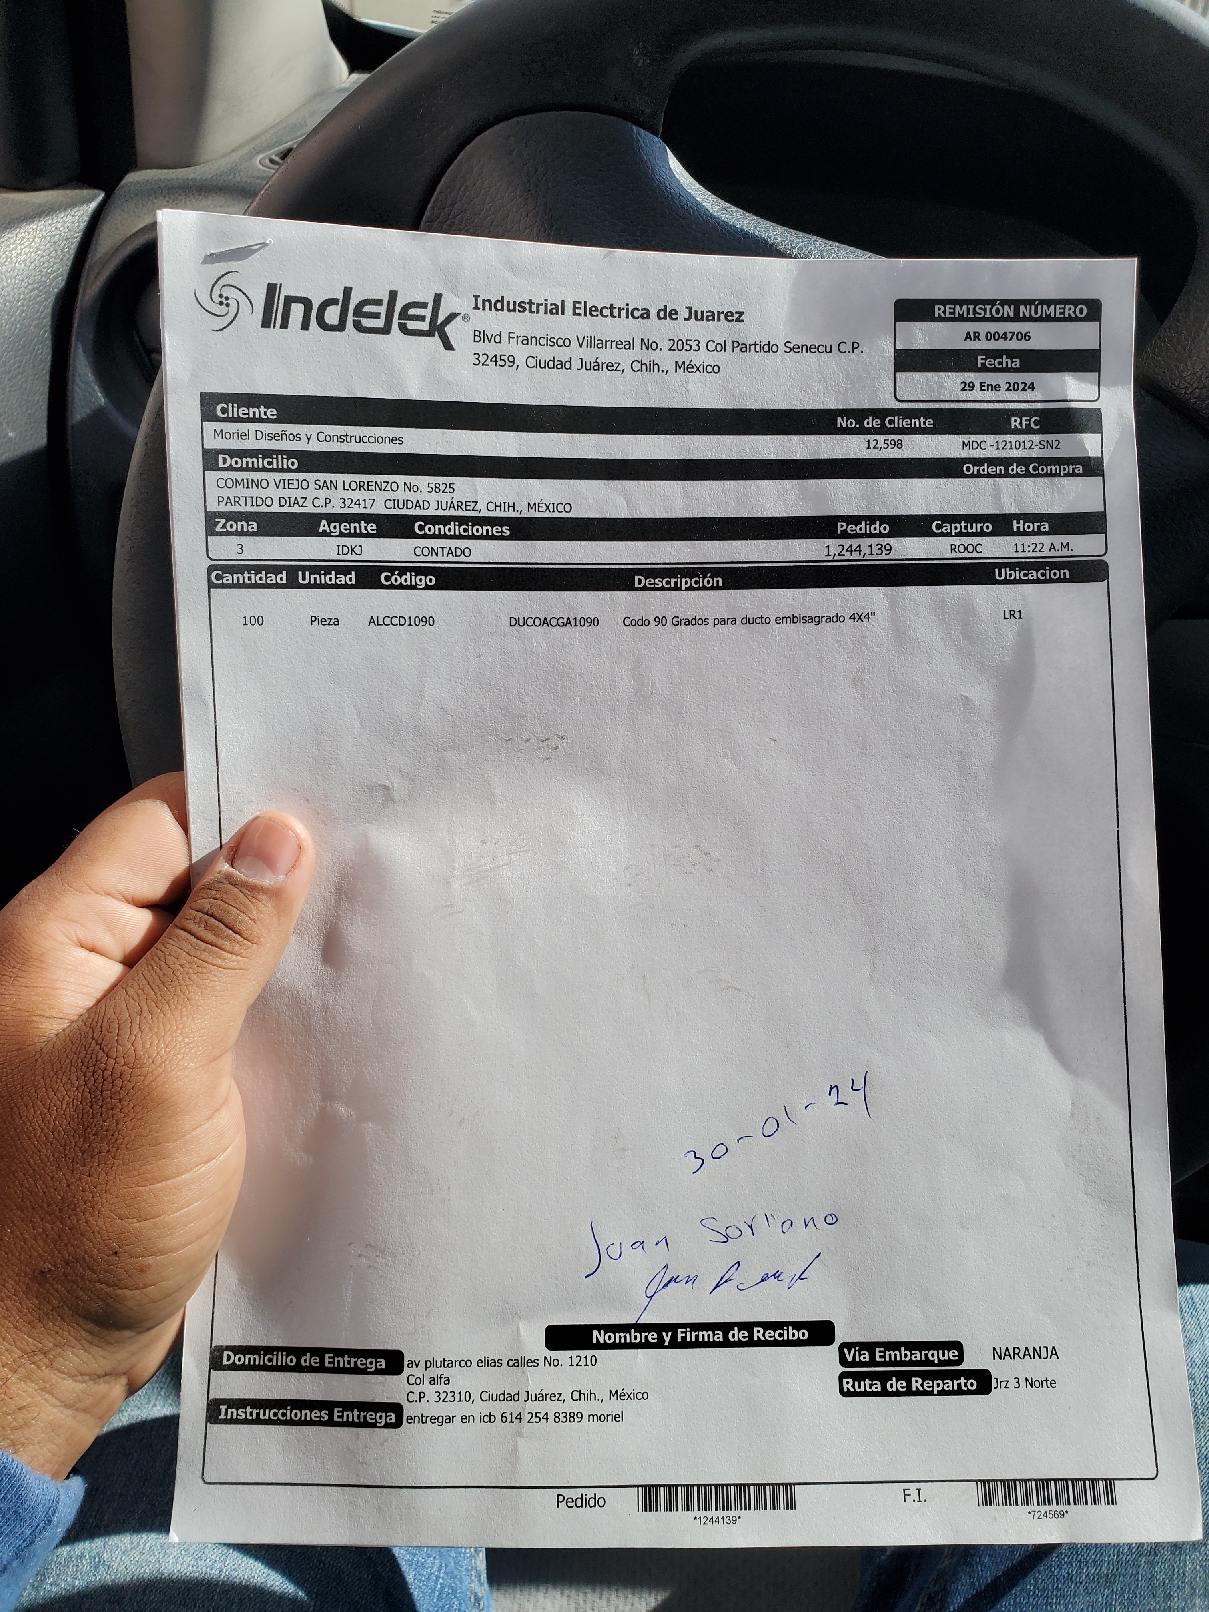 Indelek®
Industrial Electrica de Juarez
Blvd Francisco Villarreal No. 2053 Col Partido Senecu C.P.
32459, Ciudad Juárez, Chih., México
REMISIÓN NÚMERO
AR 004706
Fecha
29 Ene 2024
Cliente No. de Cliente RFC
Moriel Diseños y Construcciones 12,598 MDC -121012-SN2
Domicilio Orden de Compra
COMINO VIEJO SAN LORENZO No. 5825
PARTIDO DIAZ C.P. 32417 CIUDAD JUÁREZ, CHIH., MÉXICO
Zona Agente Condiciones Pedido Capturo Hora
3 IDKJ CONTADO 1,244,139 ROOC 11:22 A.M.
Cantidad Unidad Código Descripción Ubicacion
100 Pieza ALCCD1090 DUCOACGA1090 Codo 90 Grados para ducto embisagrado 4X4" LR1
30-01-24
Juan Soriano
Nombre y Firma de Recibo
Domicilio de Entrega av plutarco elias calles No. 1210
Col alfa
C.P. 32310, Ciudad Juárez, Chih., México
Instrucciones Entrega entregar en icb 614 254 8389 moriel
Vía Embarque NARANJA
Ruta de Reparto Jrz 3 Norte
Pedido *1244139*
F.I. *724569*